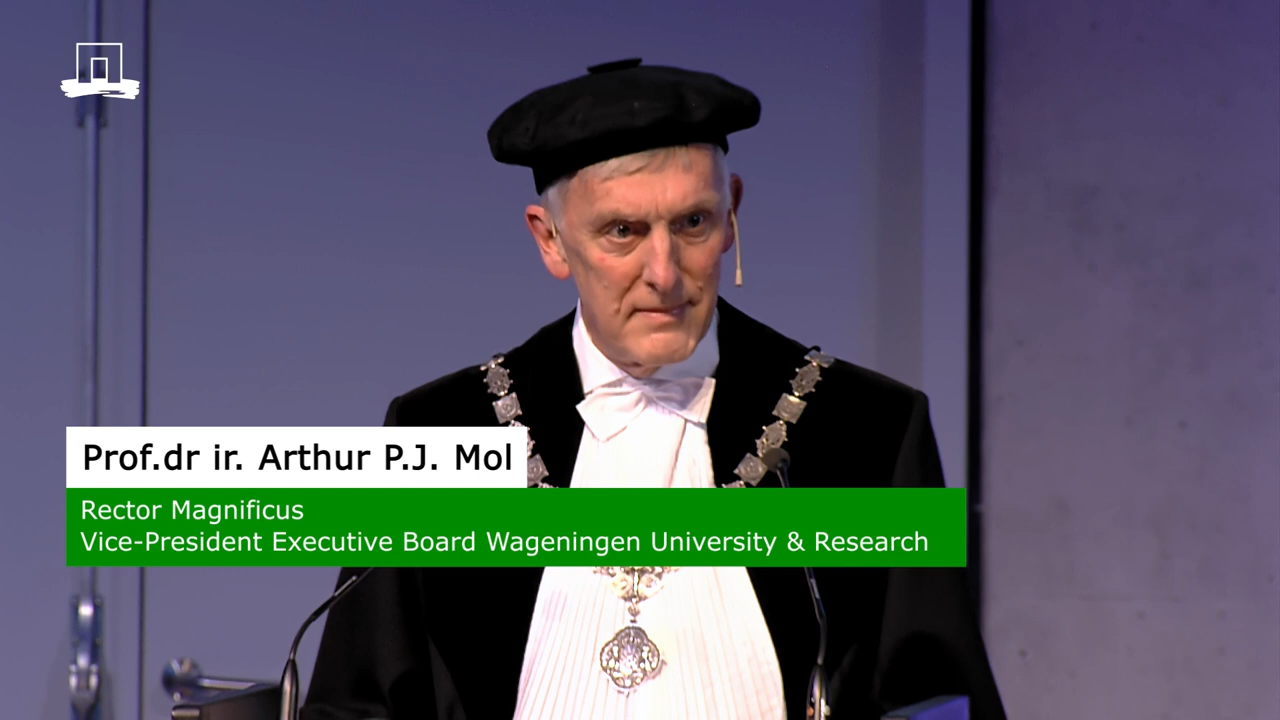 Prof.dr ir. Arthur P.J. Mol
Rector Magnificus
Vice-President Executive Board Wageningen University & Research